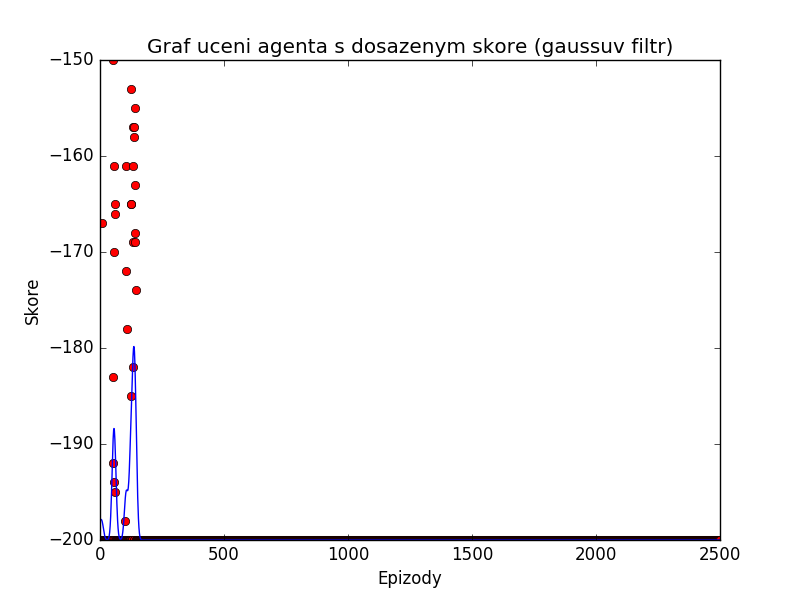 Graf uceni agenta s dosazenym skore (gaussuv filtr)
−150
−160
−170
−180
−190
−200
Skore
0 500 1000 1500 2000 2500
Epizody